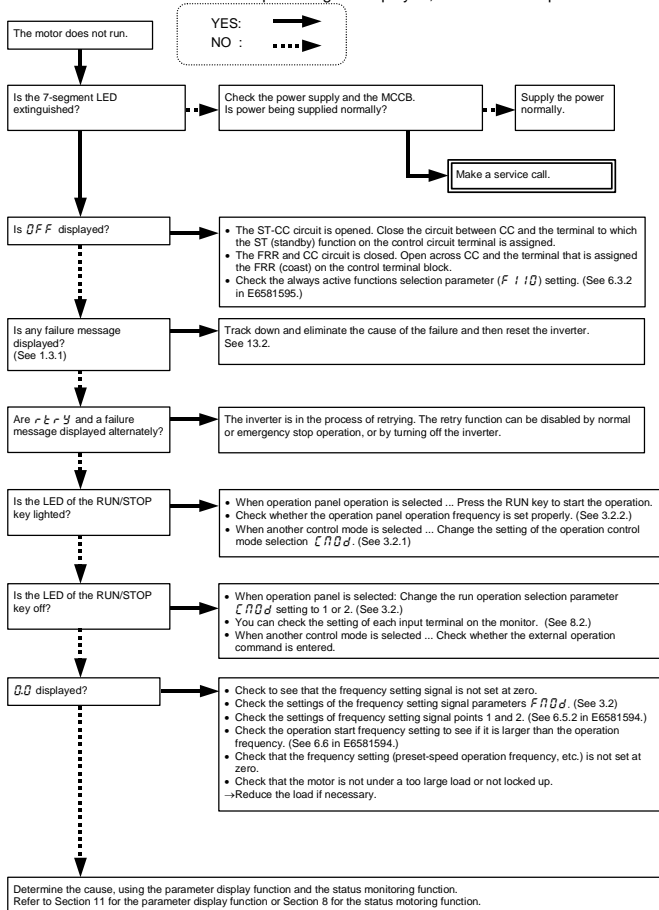 YES:
NO :
The motor does not run.
Is the 7-segment LED
extinguished?
Check the power supply and the MCCB.
Is power being supplied normally?
Supply the power
normally.
Make a service call.
Is OFF displayed?
• The ST-CC circuit is opened. Close the circuit between CC and the terminal to which
the ST (standby) function on the control circuit terminal is assigned.
• The FRR and CC circuit is closed. Open across CC and the terminal that is assigned
the FRR (coast) on the control terminal block.
• Check the always active functions selection parameter (F110) setting. (See 6.3.2
in E6581595.)
Is any failure message
displayed?
(See 1.3.1)
Track down and eliminate the cause of the failure and then reset the inverter.
See 13.2.
Are rtry and a failure
message displayed alternately?
The inverter is in the process of retrying. The retry function can be disabled by normal
or emergency stop operation, or by turning off the inverter.
Is the LED of the RUN/STOP
key lighted?
• When operation panel operation is selected ... Press the RUN key to start the operation.
• Check whether the operation panel operation frequency is set properly. (See 3.2.2.)
• When another control mode is selected ... Change the setting of the operation control
mode selection CMOd. (See 3.2.1)
Is the LED of the RUN/STOP
key off?
• When operation panel is selected: Change the run operation selection parameter
CMOd setting to 1 or 2. (See 3.2.)
• You can check the setting of each input terminal on the monitor. (See 8.2.)
• When another control mode is selected ... Check whether the external operation
command is entered.
0.0 displayed?
• Check to see that the frequency setting signal is not set at zero.
• Check the settings of the frequency setting signal parameters FMOd. (See 3.2)
• Check the settings of frequency setting signal points 1 and 2. (See 6.5.2 in E6581594.)
• Check the operation start frequency setting to see if it is larger than the operation
frequency. (See 6.6 in E6581594.)
• Check that the frequency setting (preset-speed operation frequency, etc.) is not set at
zero.
• Check that the motor is not under a too large load or not locked up.
→Reduce the load if necessary.
Determine the cause, using the parameter display function and the status monitoring function.
Refer to Section 11 for the parameter display function or Section 8 for the status motoring function.